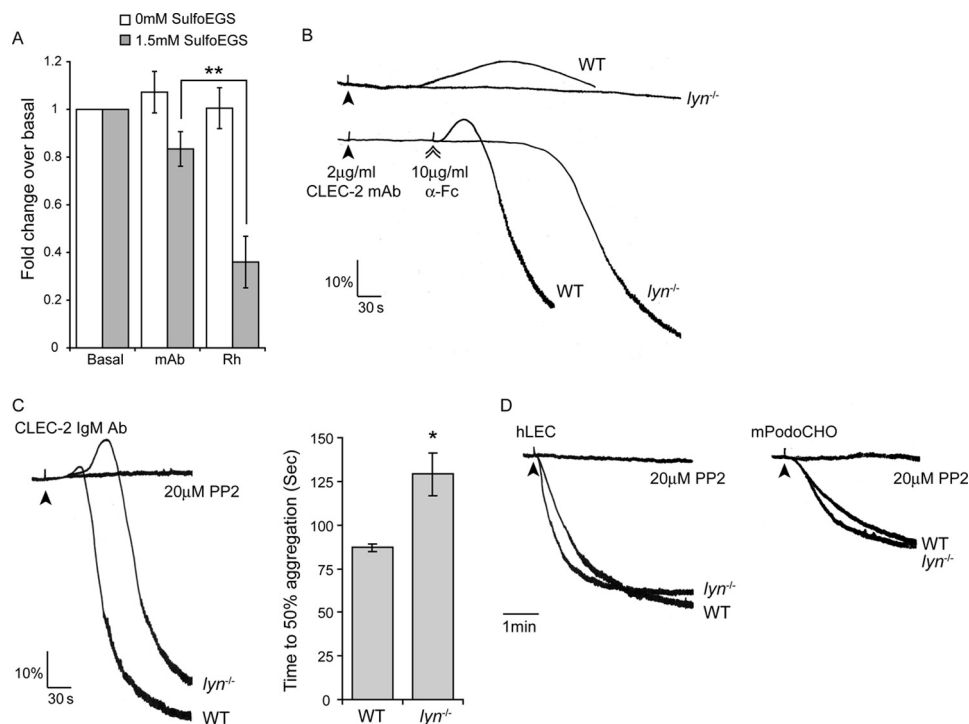 A
0mM SulfoEGS
1.5mM SulfoEGS
**
Fold change over basal
1.2
1
0.8
0.6
0.4
0.2
0
Basal mAb Rh
B
WT
lyn-/-
2µg/ml
CLEC-2 mAb
10µg/ml
α-Fc
10%
30 s
WT
lyn-/-
C
CLEC-2 IgM Ab
20µM PP2
lyn-/-
WT
10%
30 s
Time to 50% aggregation (Sec)
150
125
100
75
50
25
0
*
WT lyn-/-
D
hLEC
20µM PP2
lyn-/-
WT
1min
mPodoCHO
20µM PP2
WT
lyn-/-